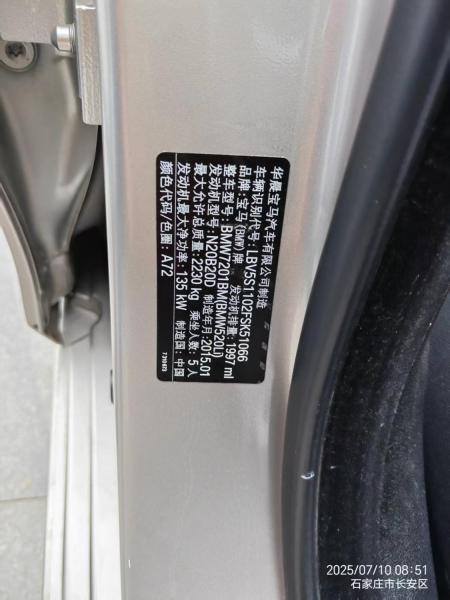 华晨宝马汽车有限公司制造
车辆识别代号：LBV5S1102FSK51066
品牌：宝马(BMW)牌 发动机排量：1997 ml
整车型号：BMW7201BM(BMW520Li)
发动机型号：N20B20D 制造年月：2015.01
最大允许总质量：2230 kg 乘坐人数：5人
发动机最大净功率：135 kW 制造国：中国
颜色代码/色圈：A72
2025/07/10 08:51
石家庄市长安区